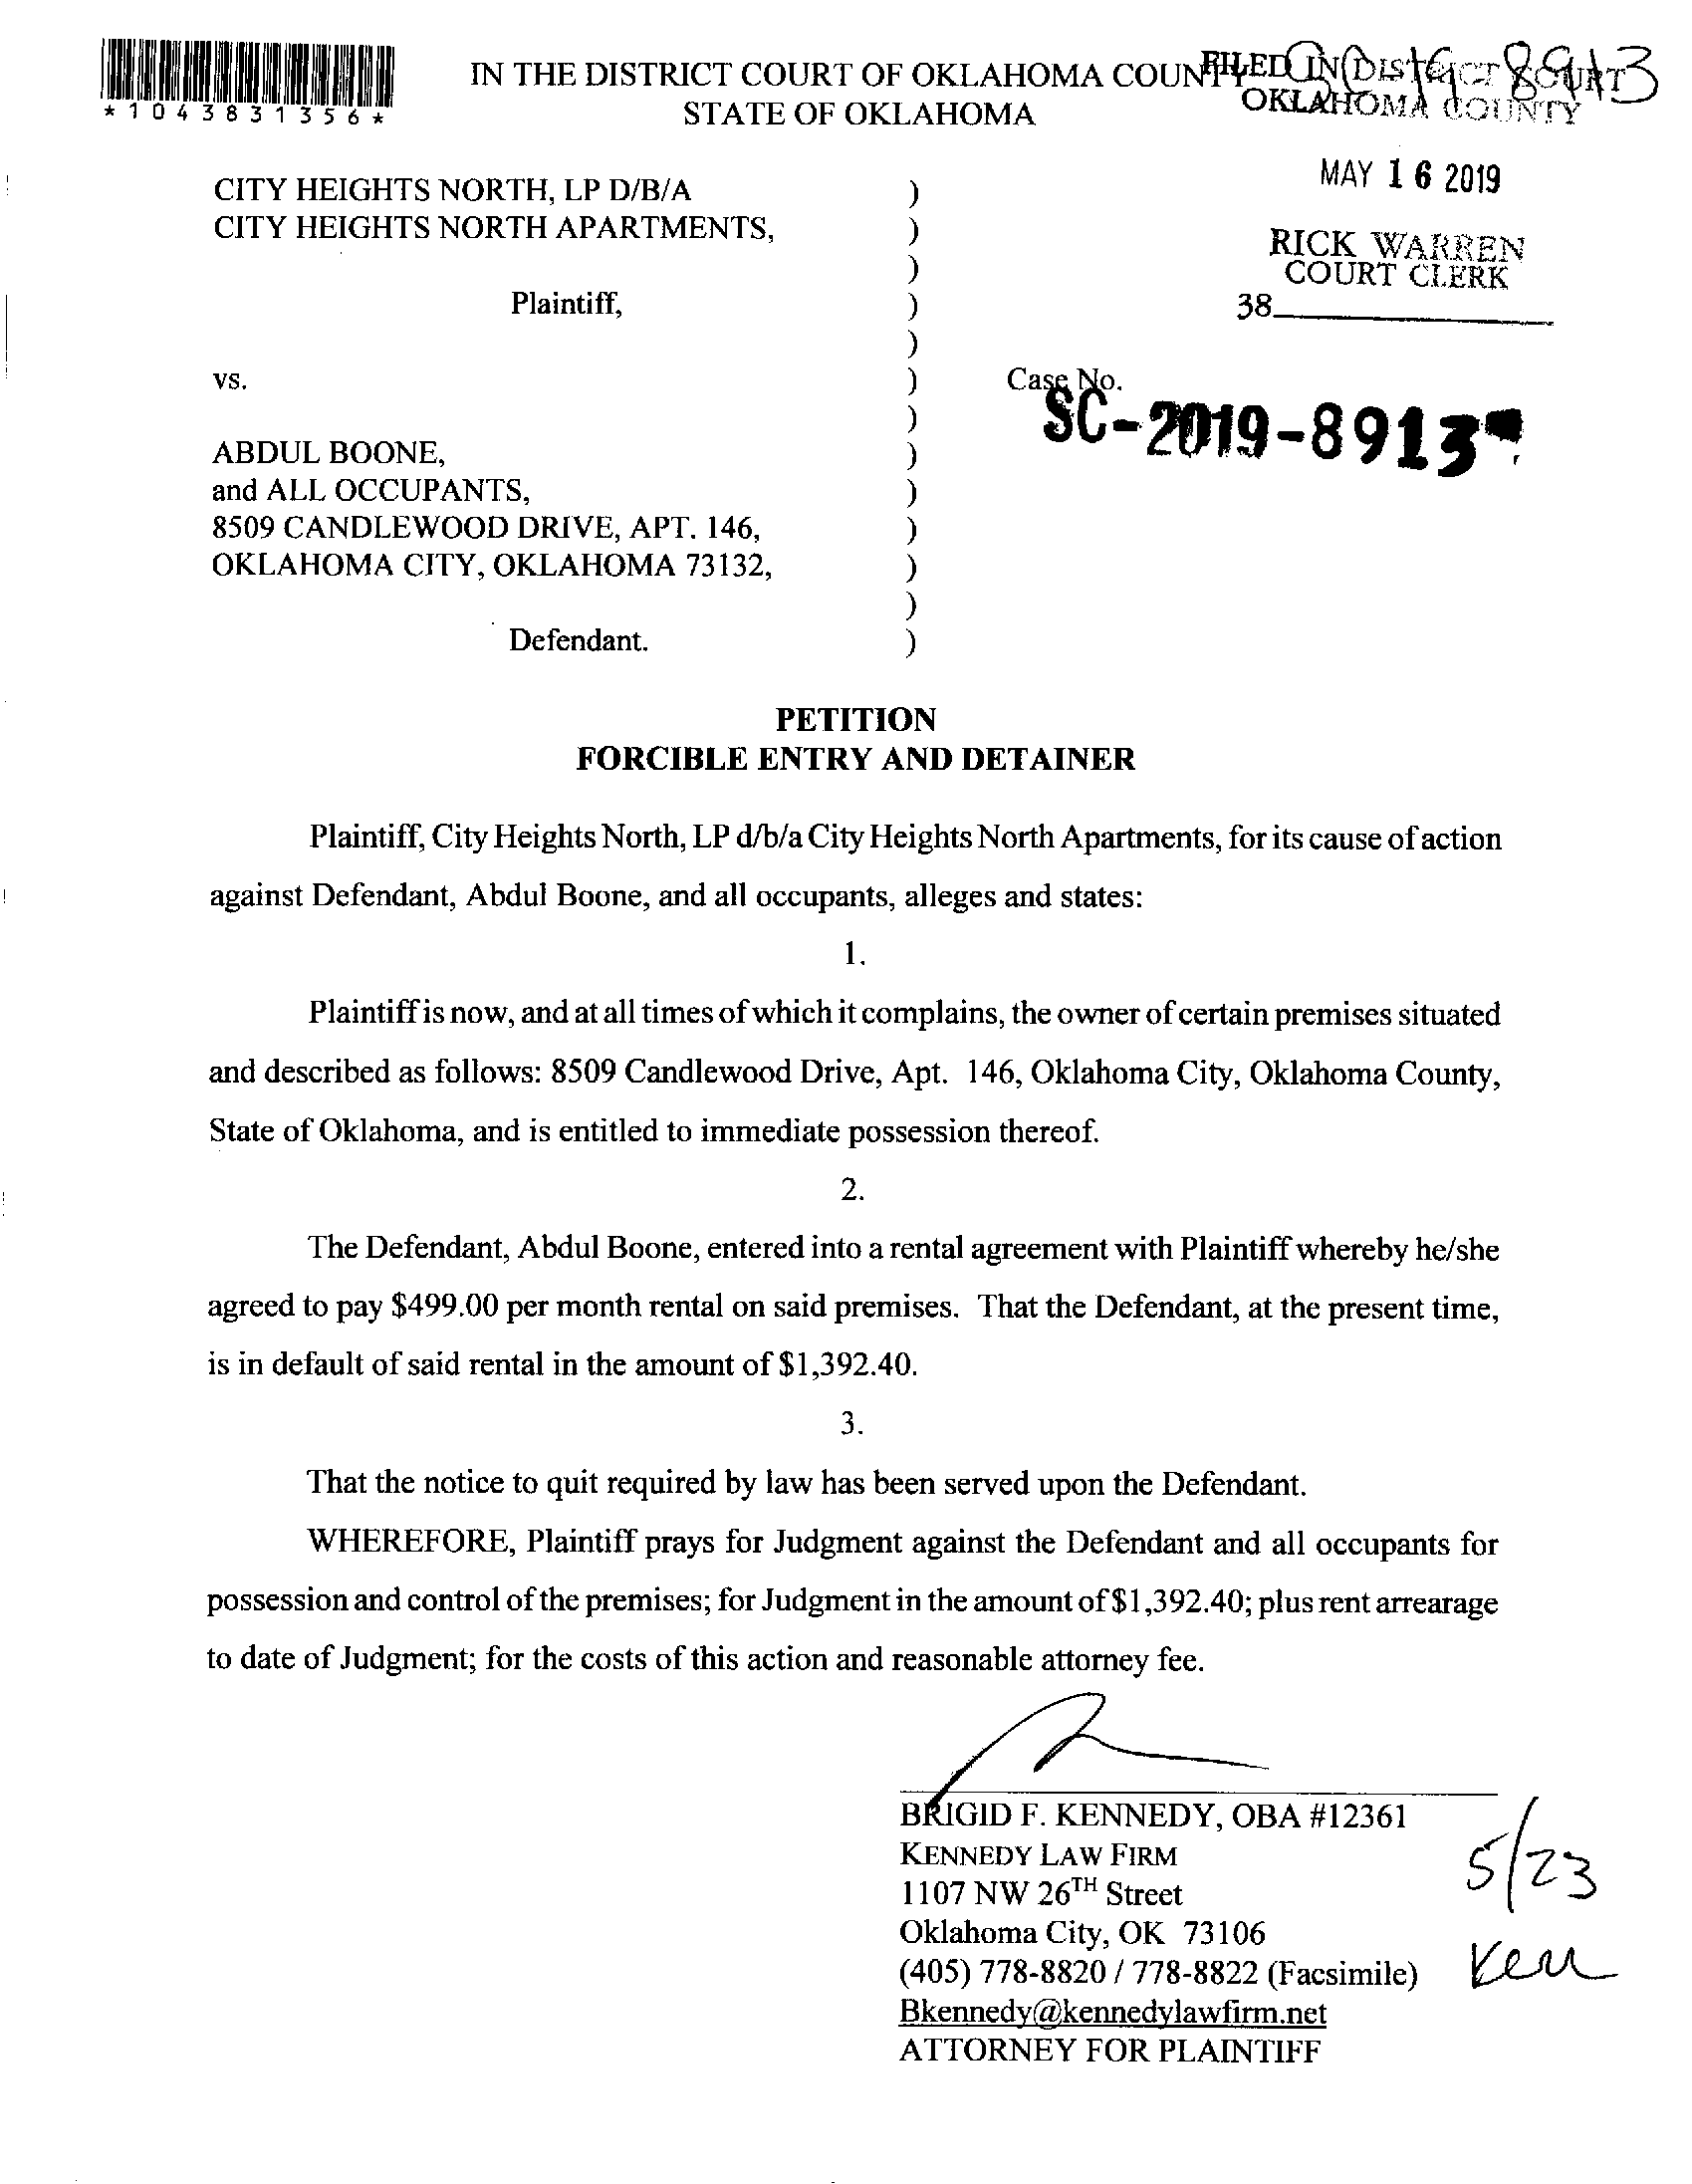 *1043831356*
IN THE DISTRICT COURT OF OKLAHOMA COUNTY
STATE OF OKLAHOMA
FILED IN DISTRICT COURT
OKLAHOMA COUNTY
SC 19-8913
MAY 16 2019
RICK WARREN
COURT CLERK
38
CITY HEIGHTS NORTH, LP D/B/A )
CITY HEIGHTS NORTH APARTMENTS, )
)
Plaintiff, )
)
vs. ) Case No.
) SC-2019-8913
ABDUL BOONE, )
and ALL OCCUPANTS, )
8509 CANDLEWOOD DRIVE, APT. 146, )
OKLAHOMA CITY, OKLAHOMA 73132, )
)
Defendant. )
PETITION
FORCIBLE ENTRY AND DETAINER
Plaintiff, City Heights North, LP d/b/a City Heights North Apartments, for its cause of action
against Defendant, Abdul Boone, and all occupants, alleges and states:
1.
Plaintiff is now, and at all times of which it complains, the owner of certain premises situated
and described as follows: 8509 Candlewood Drive, Apt. 146, Oklahoma City, Oklahoma County,
State of Oklahoma, and is entitled to immediate possession thereof.
2.
The Defendant, Abdul Boone, entered into a rental agreement with Plaintiff whereby he/she
agreed to pay $499.00 per month rental on said premises. That the Defendant, at the present time,
is in default of said rental in the amount of $1,392.40.
3.
That the notice to quit required by law has been served upon the Defendant.
WHEREFORE, Plaintiff prays for Judgment against the Defendant and all occupants for
possession and control of the premises; for Judgment in the amount of $1,392.40; plus rent arrearage
to date of Judgment; for the costs of this action and reasonable attorney fee.
BRIGID F. KENNEDY, OBA #12361
KENNEDY LAW FIRM
1107 NW 26TH Street
Oklahoma City, OK 73106
(405) 778-8820 / 778-8822 (Facsimile)
Bkennedy@kennedylawfirm.net
ATTORNEY FOR PLAINTIFF
5/23